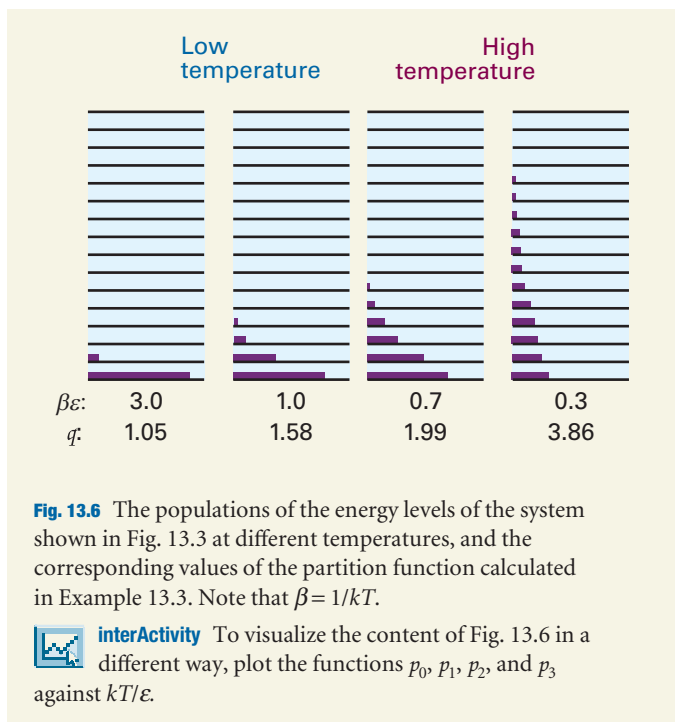 Low
temperature
High
temperature
βε: 3.0 1.0 0.7 0.3
q: 1.05 1.58 1.99 3.86
Fig. 13.6 The populations of the energy levels of the system
shown in Fig. 13.3 at different temperatures, and the
corresponding values of the partition function calculated
in Example 13.3. Note that β = 1/kT.
interActivity To visualize the content of Fig. 13.6 in a
different way, plot the functions p₀, p₁, p₂, and p₃
against kT/ε.